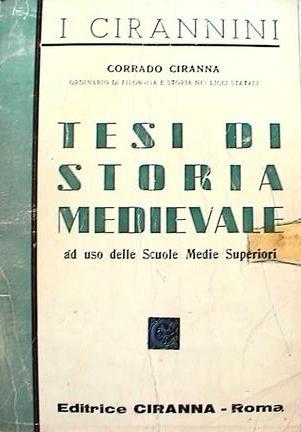 I CIRANNINI
CORRADO CIRANNA
ORDINARIO DI FILOSOFIA E STORIA NEI LICEI STATALI
TESI DI
STORIA
MEDIEVALE
ad uso delle Scuole Medie Superiori
Editrice CIRANNA - Roma